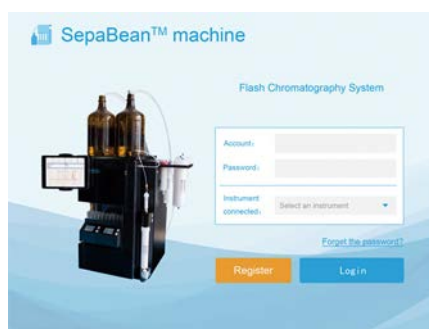 SepaBean™ machine
Flash Chromatography System
Account:
Password:
Instrument
connected:
Select an instrument
Forget the password?
Register
Login